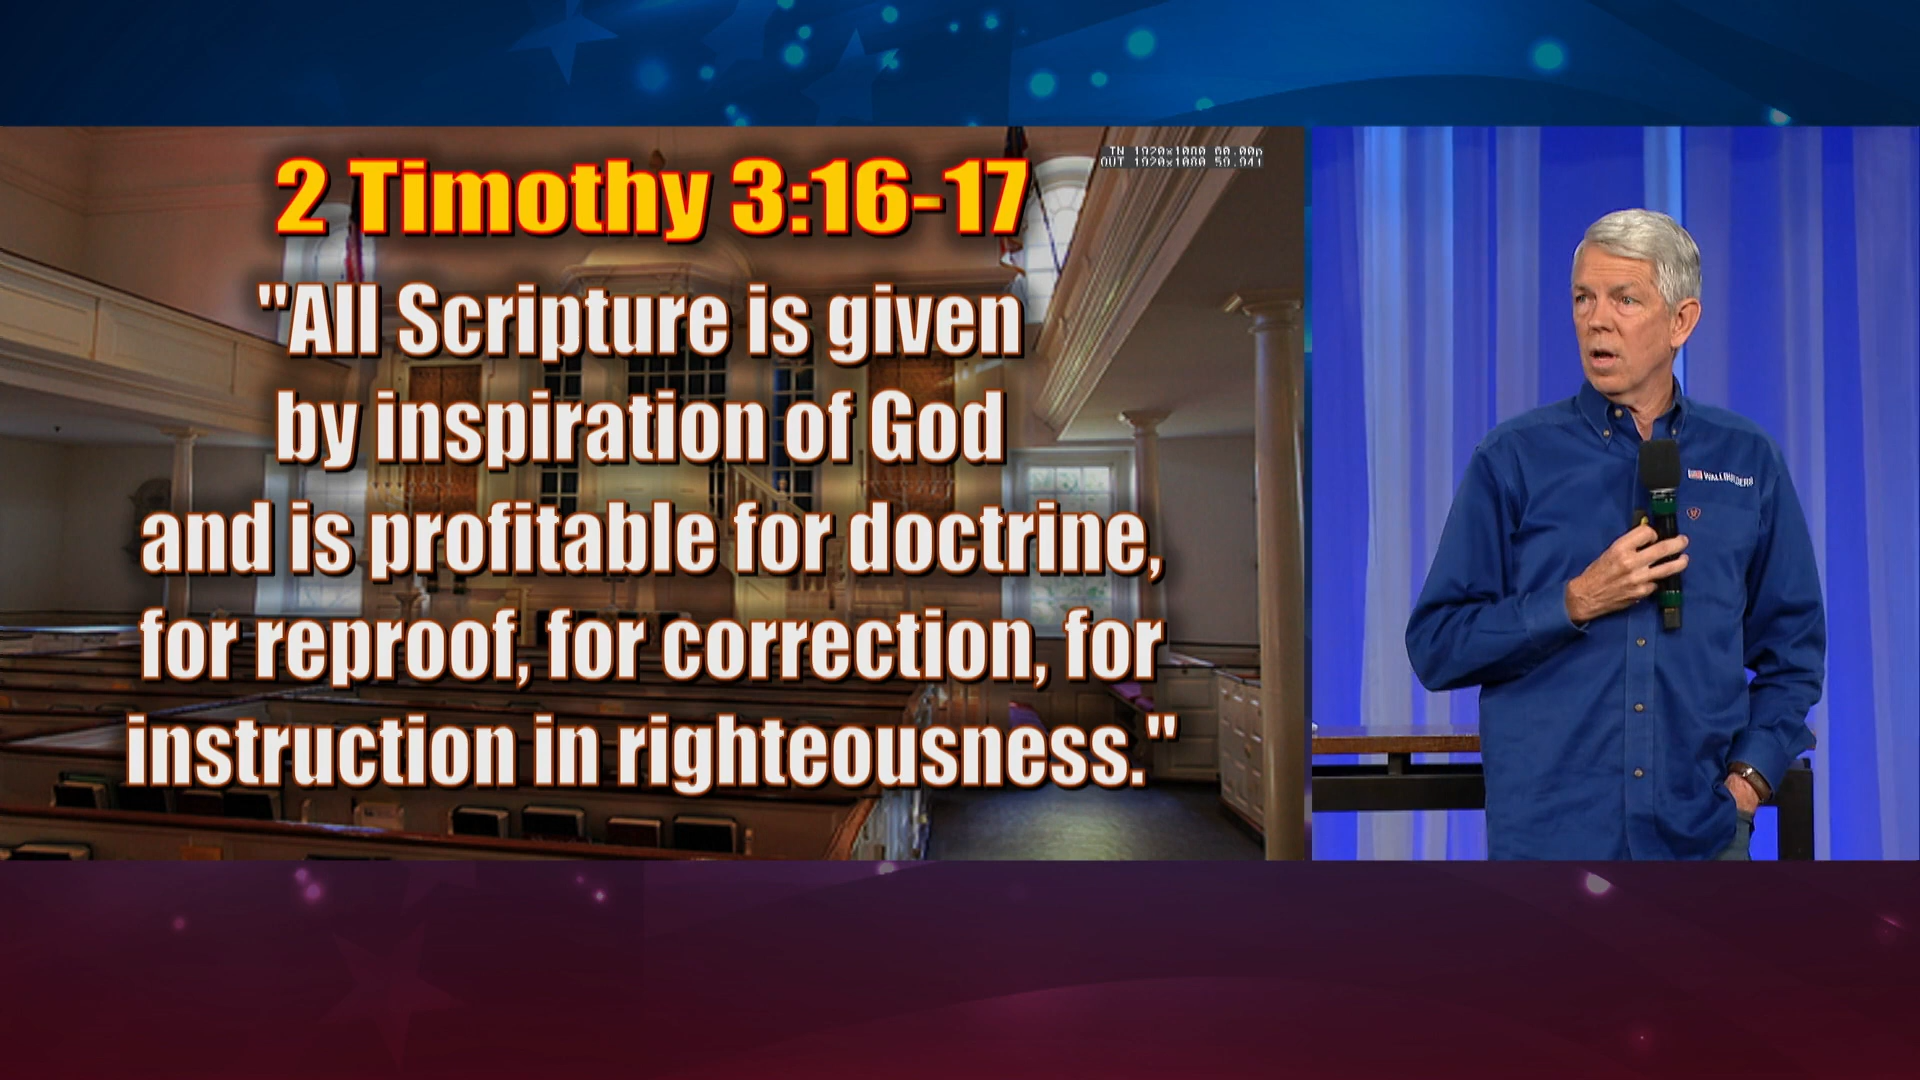 2 Timothy 3:16-17
"All Scripture is given
by inspiration of God
and is profitable for doctrine,
for reproof, for correction, for
instruction in righteousness."
IN 1920x1080 60.00p
OUT 1920x1080 59.94i
WALLBUILDERS